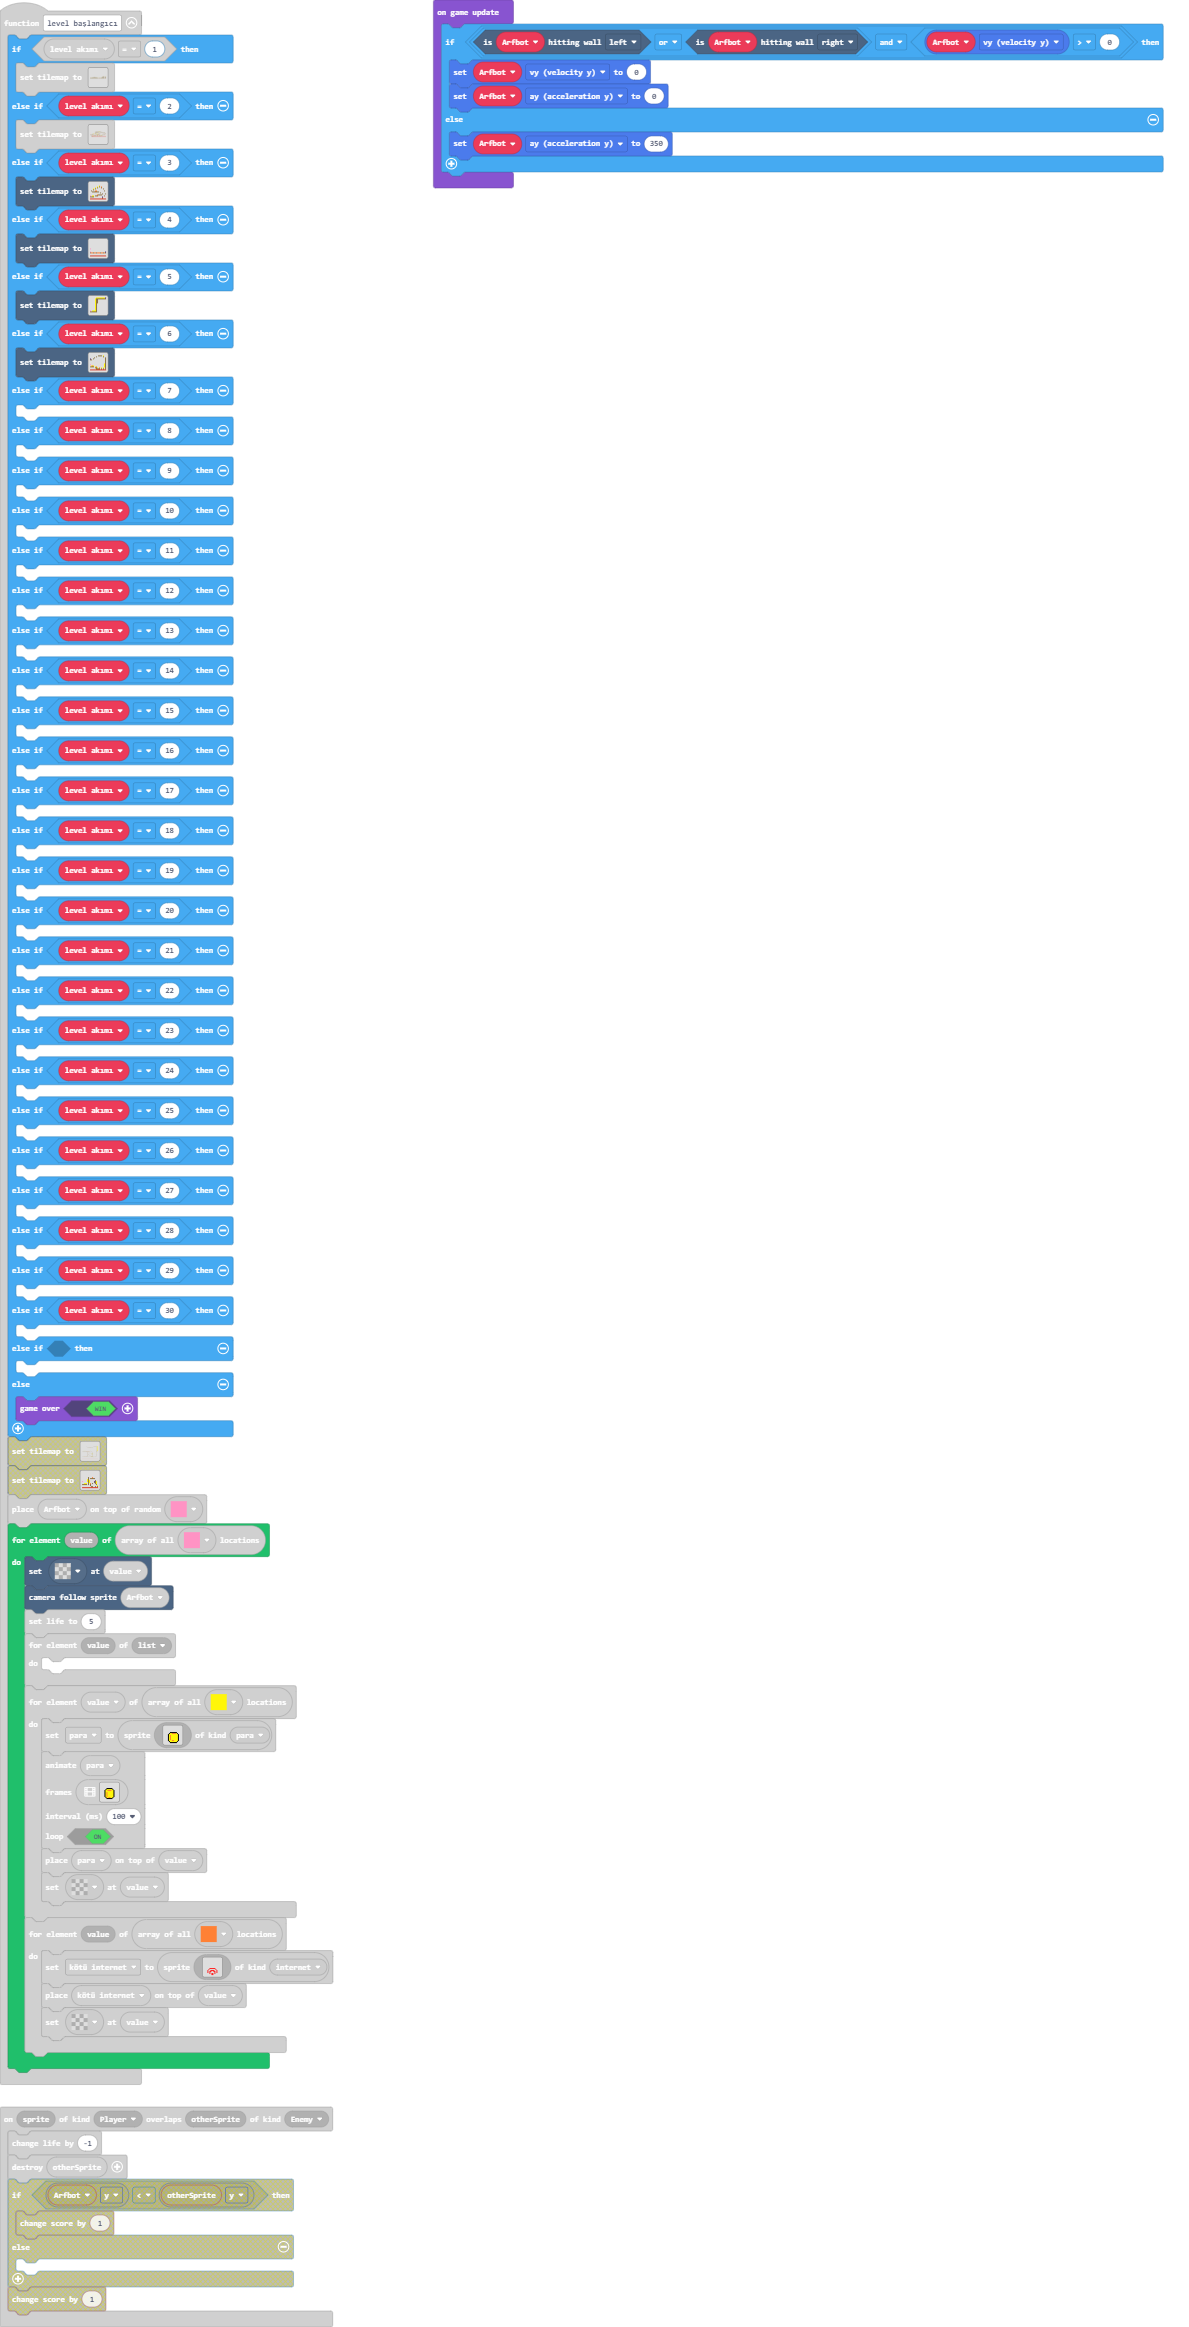 function level başlangıcı
if level akımı = 1 then
set tilemap to
else if level akımı = 2 then
set tilemap to
else if level akımı = 3 then
set tilemap to
else if level akımı = 4 then
set tilemap to
else if level akımı = 5 then
set tilemap to
else if level akımı = 6 then
set tilemap to
else if level akımı = 7 then
else if level akımı = 8 then
else if level akımı = 9 then
else if level akımı = 10 then
else if level akımı = 11 then
else if level akımı = 12 then
else if level akımı = 13 then
else if level akımı = 14 then
else if level akımı = 15 then
else if level akımı = 16 then
else if level akımı = 17 then
else if level akımı = 18 then
else if level akımı = 19 then
else if level akımı = 20 then
else if level akımı = 21 then
else if level akımı = 22 then
else if level akımı = 23 then
else if level akımı = 24 then
else if level akımı = 25 then
else if level akımı = 26 then
else if level akımı = 27 then
else if level akımı = 28 then
else if level akımı = 29 then
else if level akımı = 30 then
else if then
else
game over WIN
set tilemap to
set tilemap to
place Arfbot on top of random
for element value of array of all locations
do
set at value
camera follow sprite Arfbot
set life to 5
for element value of list
do
for element value of array of all locations
do
set para to sprite of kind para
animate para
frames
interval (ms) 100
loop ON
place para on top of value
set at value
for element value of array of all locations
do
set kötü internet to sprite of kind internet
place kötü internet on top of value
set at value
on sprite of kind Player overlaps otherSprite of kind Enemy
change life by -1
destroy otherSprite
if Arfbot y < otherSprite y then
change score by 1
else
change score by 1
on game update
if is Arfbot hitting wall left or is Arfbot hitting wall right and Arfbot vy (velocity y) > 0 then
set Arfbot vy (velocity y) to 0
set Arfbot ay (acceleration y) to 0
else
set Arfbot ay (acceleration y) to 350